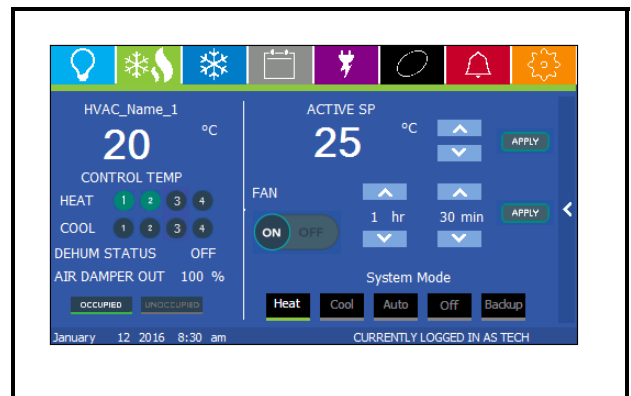 HVAC_Name_1
20 °C
CONTROL TEMP
HEAT 1 2 3 4
COOL 1 2 3 4
DEHUM STATUS OFF
AIR DAMPER OUT 100 %
OCCUPIED UNOCCUPIED
ACTIVE SP
25 °C
APPLY
FAN
ON OFF
1 hr 30 min APPLY
System Mode
Heat Cool Auto Off Backup
January 12 2016 8:30 am CURRENTLY LOGGED IN AS TECH